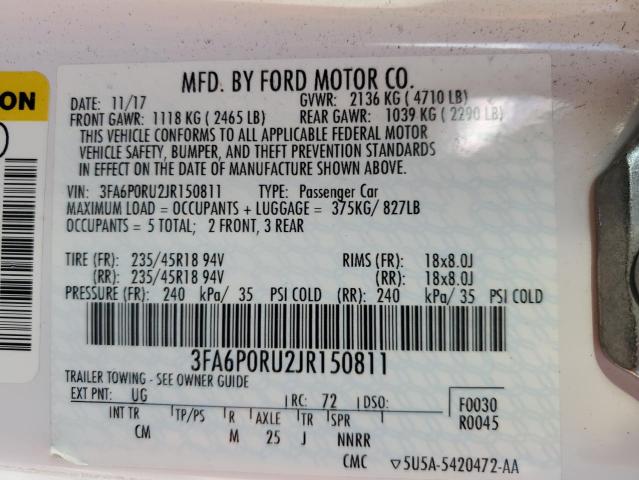 ON
MFD. BY FORD MOTOR CO.
DATE: 11/17 GVWR: 2136 KG ( 4710 LB)
FRONT GAWR: 1118 KG ( 2465 LB) REAR GAWR: 1039 KG ( 2290 LB)
THIS VEHICLE CONFORMS TO ALL APPLICABLE FEDERAL MOTOR
VEHICLE SAFETY, BUMPER, AND THEFT PREVENTION STANDARDS
IN EFFECT ON THE DATE OF MANUFACTURE SHOWN ABOVE.
VIN: 3FA6P0RU2JR150811 TYPE: Passenger Car
MAXIMUM LOAD = OCCUPANTS + LUGGAGE = 375KG/ 827LB
OCCUPANTS = 5 TOTAL; 2 FRONT, 3 REAR
TIRE (FR): 235/45R18 94V RIMS (FR): 18x8.0J
(RR): 235/45R18 94V (RR): 18x8.0J
PRESSURE (FR): 240 kPa/ 35 PSI COLD (RR): 240 kPa/ 35 PSI COLD
3FA6P0RU2JR150811
TRAILER TOWING - SEE OWNER GUIDE
EXT PNT: UG RC: 72 DSO: F0030
INT TR TP/PS R AXLE TR SPR R0045
CM M 25 J NNRR
CMC ▽5U5A-5420472-AA